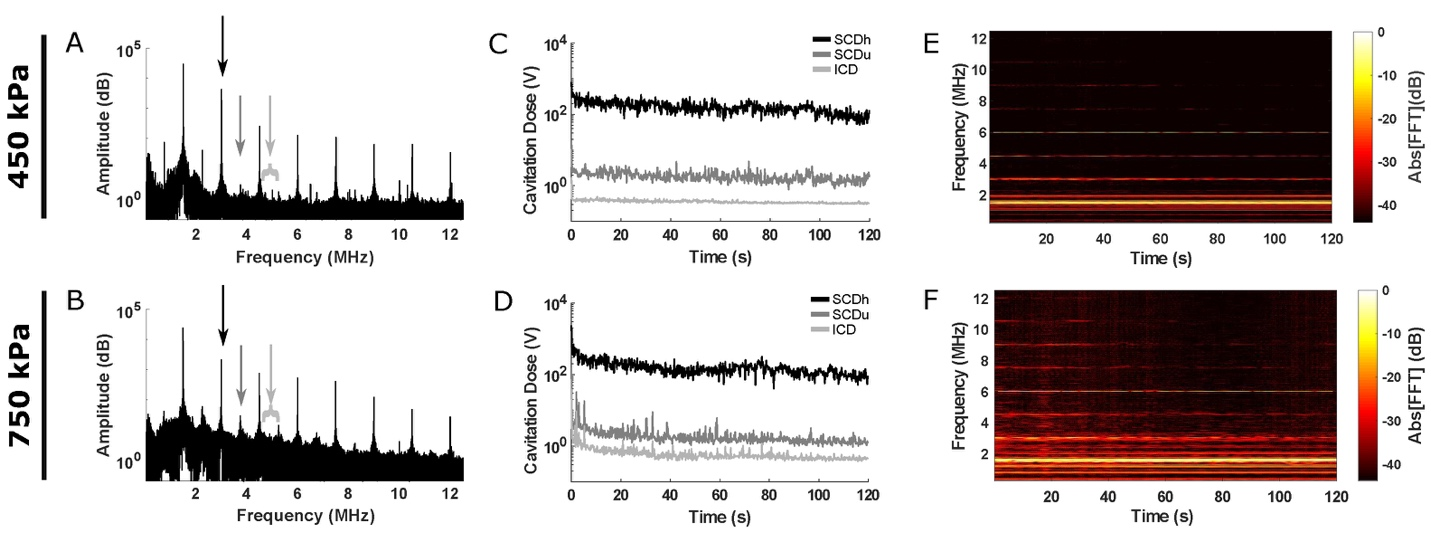 450 kPa
A
10^5
10^0
Amplitude (dB)
2 4 6 8 10 12
Frequency (MHz)
C
10^4
10^2
10^0
Cavitation Dose (V)
SCDh
SCDu
ICD
0 20 40 60 80 100 120
Time (s)
E
12
10
8
6
4
2
Frequency (MHz)
20 40 60 80 100 120
Time (s)
0
-10
-20
-30
-40
Abs[FFT](dB)
750 kPa
B
10^5
10^0
Amplitude (dB)
2 4 6 8 10 12
Frequency (MHz)
D
10^4
10^2
10^0
Cavitation Dose (V)
SCDh
SCDu
ICD
0 20 40 60 80 100 120
Time (s)
F
12
10
8
6
4
2
Frequency (MHz)
20 40 60 80 100 120
Time (s)
0
-10
-20
-30
-40
Abs[FFT] (dB)